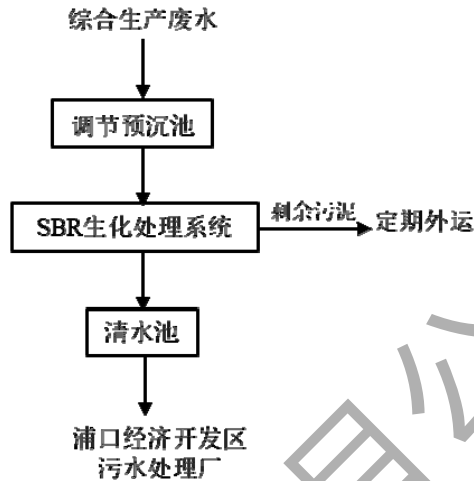 综合生产废水
调节预沉池
SBR生化处理系统
剩余污泥
定期外运
清水池
浦口经济开发区
污水处理厂